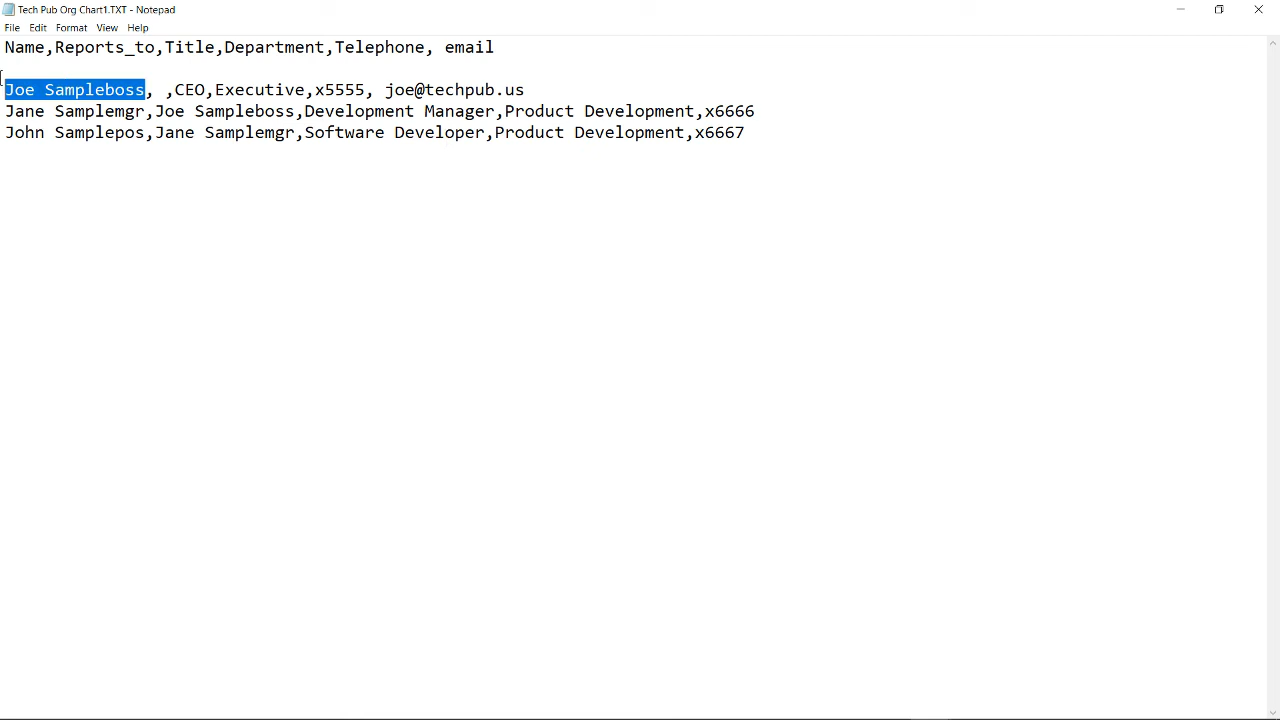 Tech Pub Org Chart1.TXT - Notepad
File Edit Format View Help
Name,Reports_to,Title,Department,Telephone, email
Joe Sampleboss, ,CEO,Executive,x5555, joe@techpub.us
Jane Samplemgr,Joe Sampleboss,Development Manager,Product Development,x6666
John Samplepos,Jane Samplemgr,Software Developer,Product Development,x6667